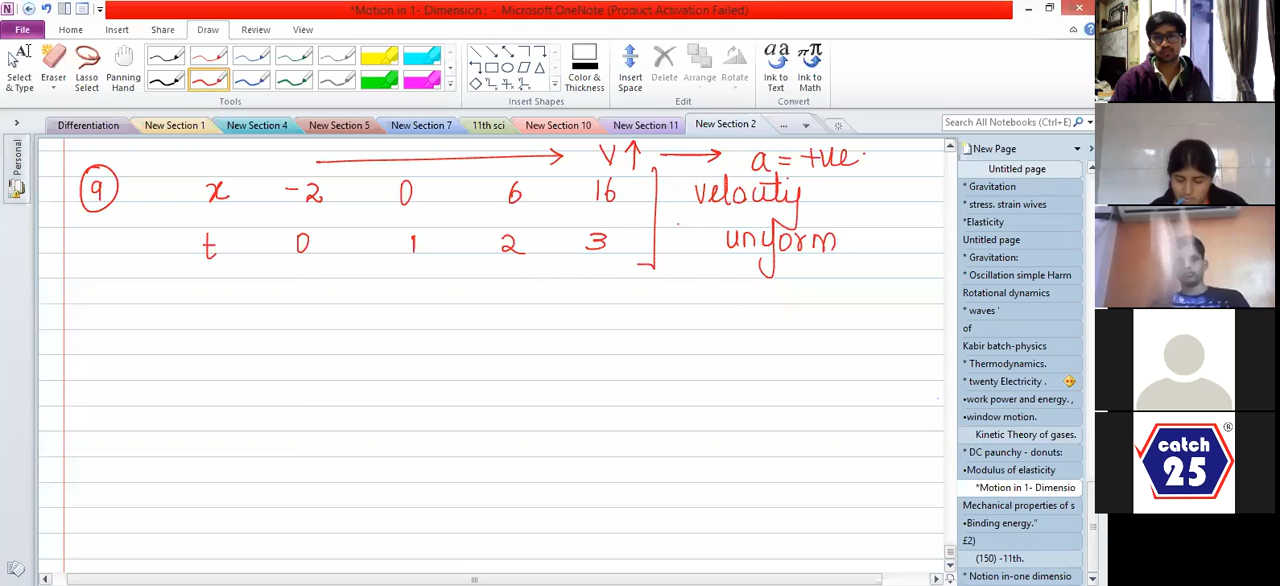 *Motion in 1- Dimension : - Microsoft OneNote (Product Activation Failed)
File Home Insert Share Draw Review View
Select & Type
Eraser
Lasso Select
Panning Hand
Color & Thickness
Insert Space
Delete
Arrange
Rotate
Ink to Text
Ink to Math
Tools
Insert Shapes
Edit
Convert
Differentiation New Section 1 New Section 4 New Section 5 New Section 7 11th sci New Section 10 New Section 11 New Section 2 ...
Search All Notebooks (Ctrl+E)
Personal
V↑ → a = +ve
9 x -2 0 6 16 velocity
t 0 1 2 3 unyorm
New Page
Untitled page
* Gravitation
* stress. strain wives
*Elasticity
Untitled page
* Gravitation:
* Oscillation simple Harm
Rotational dynamics
* waves '
of
Kabir batch-physics
* Thermodynamics.
* twenty Electricity .
•work power and energy. ,
•window motion.
Kinetic Theory of gases.
* DC paunchy - donuts:
•Modulus of elasticity
*Motion in 1- Dimensio
Mechanical properties of s
•Binding energy."
£2)
(150) -11th.
* Notion in-one dimensio
catch
25
®